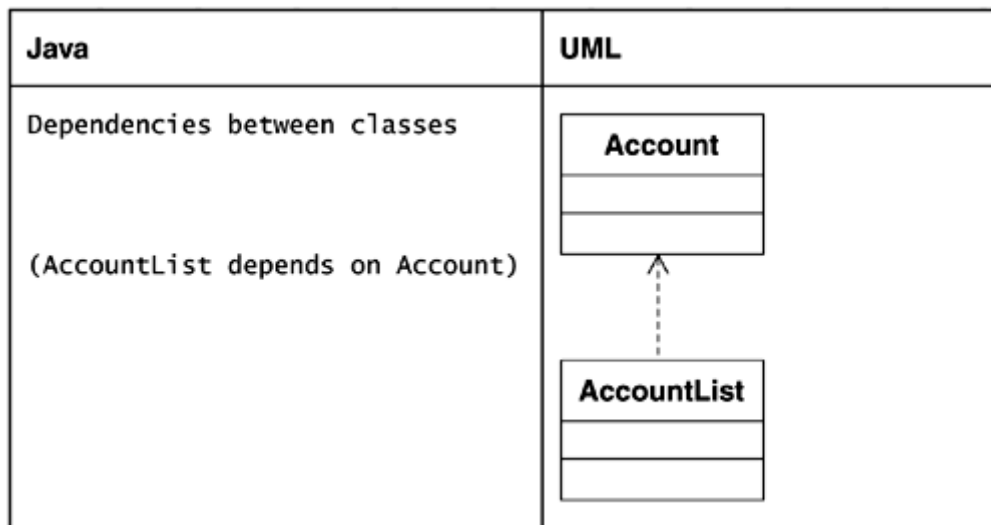 Java
UML
Dependencies between classes
(AccountList depends on Account)
Account
AccountList